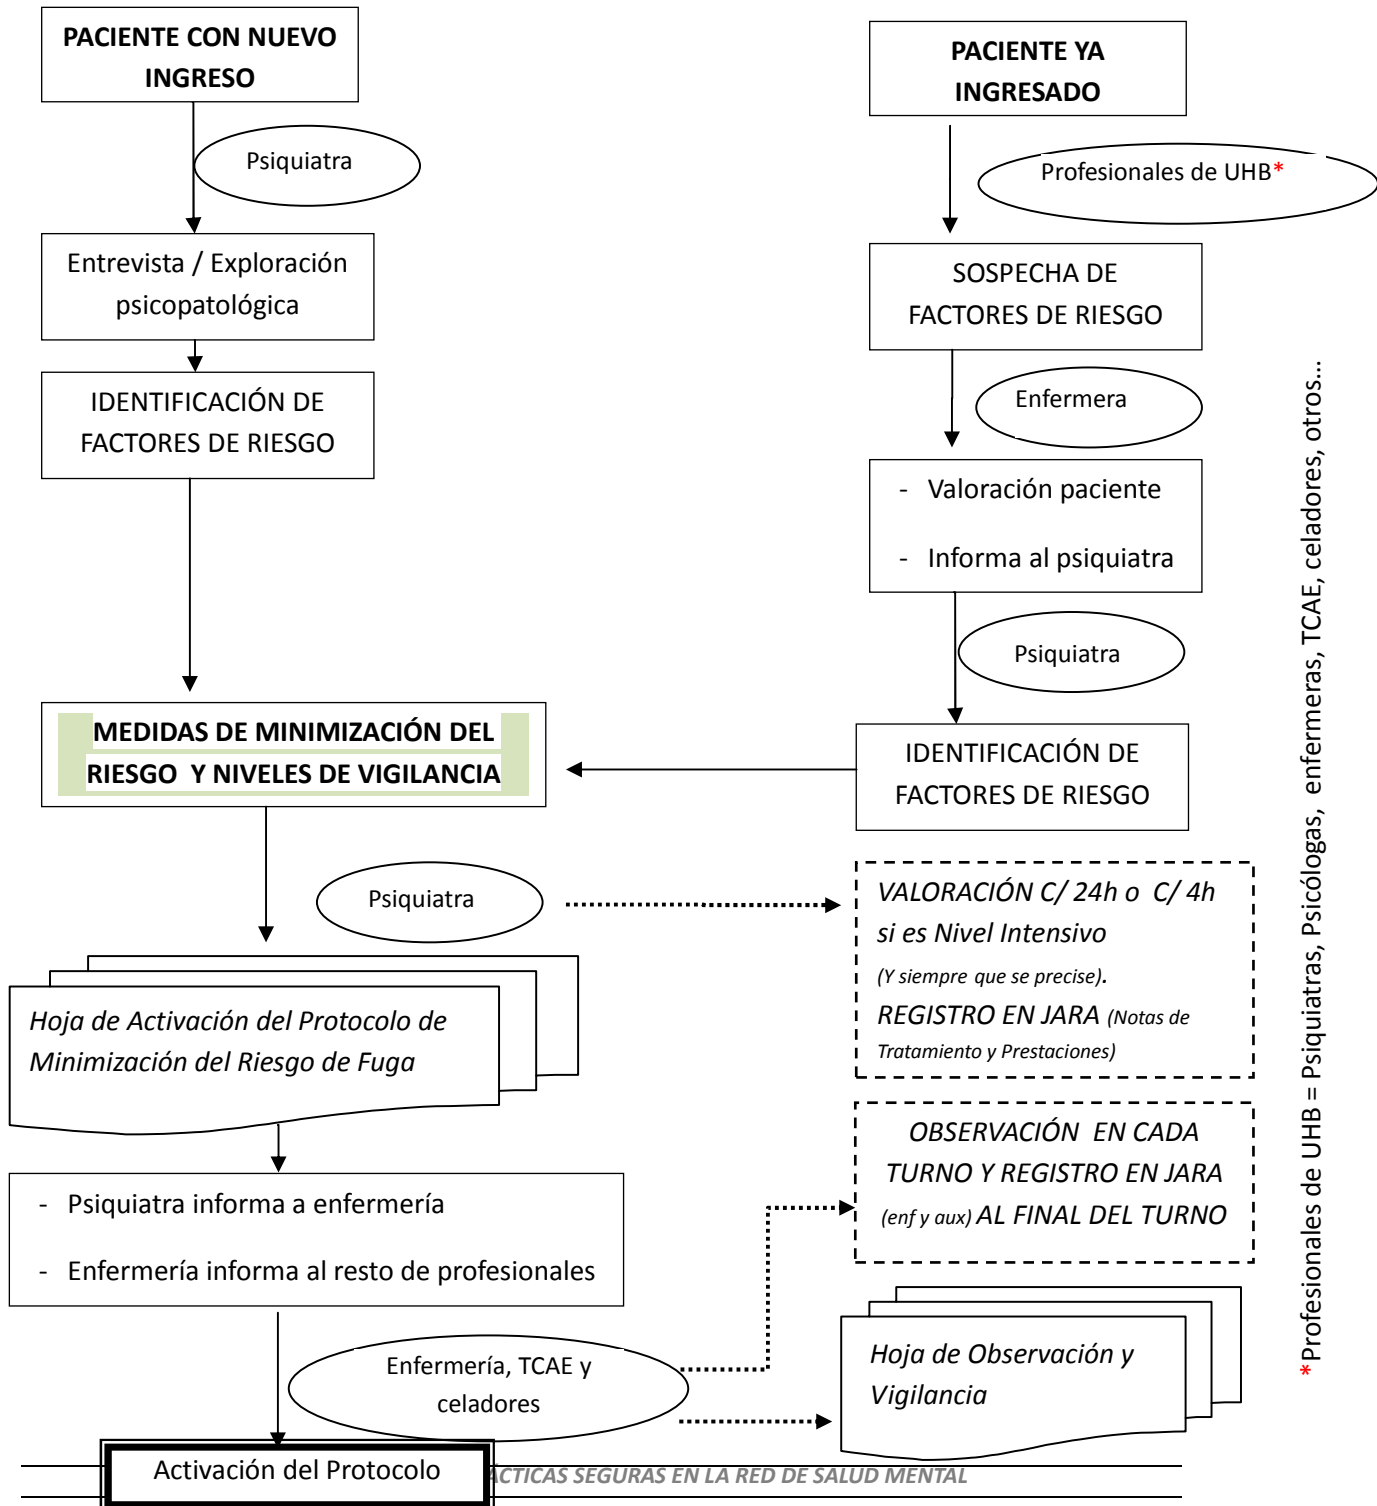 PACIENTE CON NUEVO
INGRESO
PACIENTE YA
INGRESADO
Psiquiatra
Profesionales de UHB*
Entrevista / Exploración
psicopatológica
SOSPECHA DE
FACTORES DE RIESGO
IDENTIFICACIÓN DE
FACTORES DE RIESGO
Enfermera
- Valoración paciente
- Informa al psiquiatra
Psiquiatra
MEDIDAS DE MINIMIZACIÓN DEL
RIESGO Y NIVELES DE VIGILANCIA
IDENTIFICACIÓN DE
FACTORES DE RIESGO
Psiquiatra
VALORACIÓN C/ 24h o C/ 4h
si es Nivel Intensivo
(Y siempre que se precise).
REGISTRO EN JARA (Notas de
Tratamiento y Prestaciones)
Hoja de Activación del Protocolo de
Minimización del Riesgo de Fuga
OBSERVACIÓN EN CADA
TURNO Y REGISTRO EN JARA
(enf y aux) AL FINAL DEL TURNO
- Psiquiatra informa a enfermería
- Enfermería informa al resto de profesionales
Enfermería, TCAE y
celadores
Hoja de Observación y
Vigilancia
Activación del Protocolo
ACTICAS SEGURAS EN LA RED DE SALUD MENTAL
*Profesionales de UHB = Psiquiatras, Psicólogas, enfermeras, TCAE, celadores, otros...